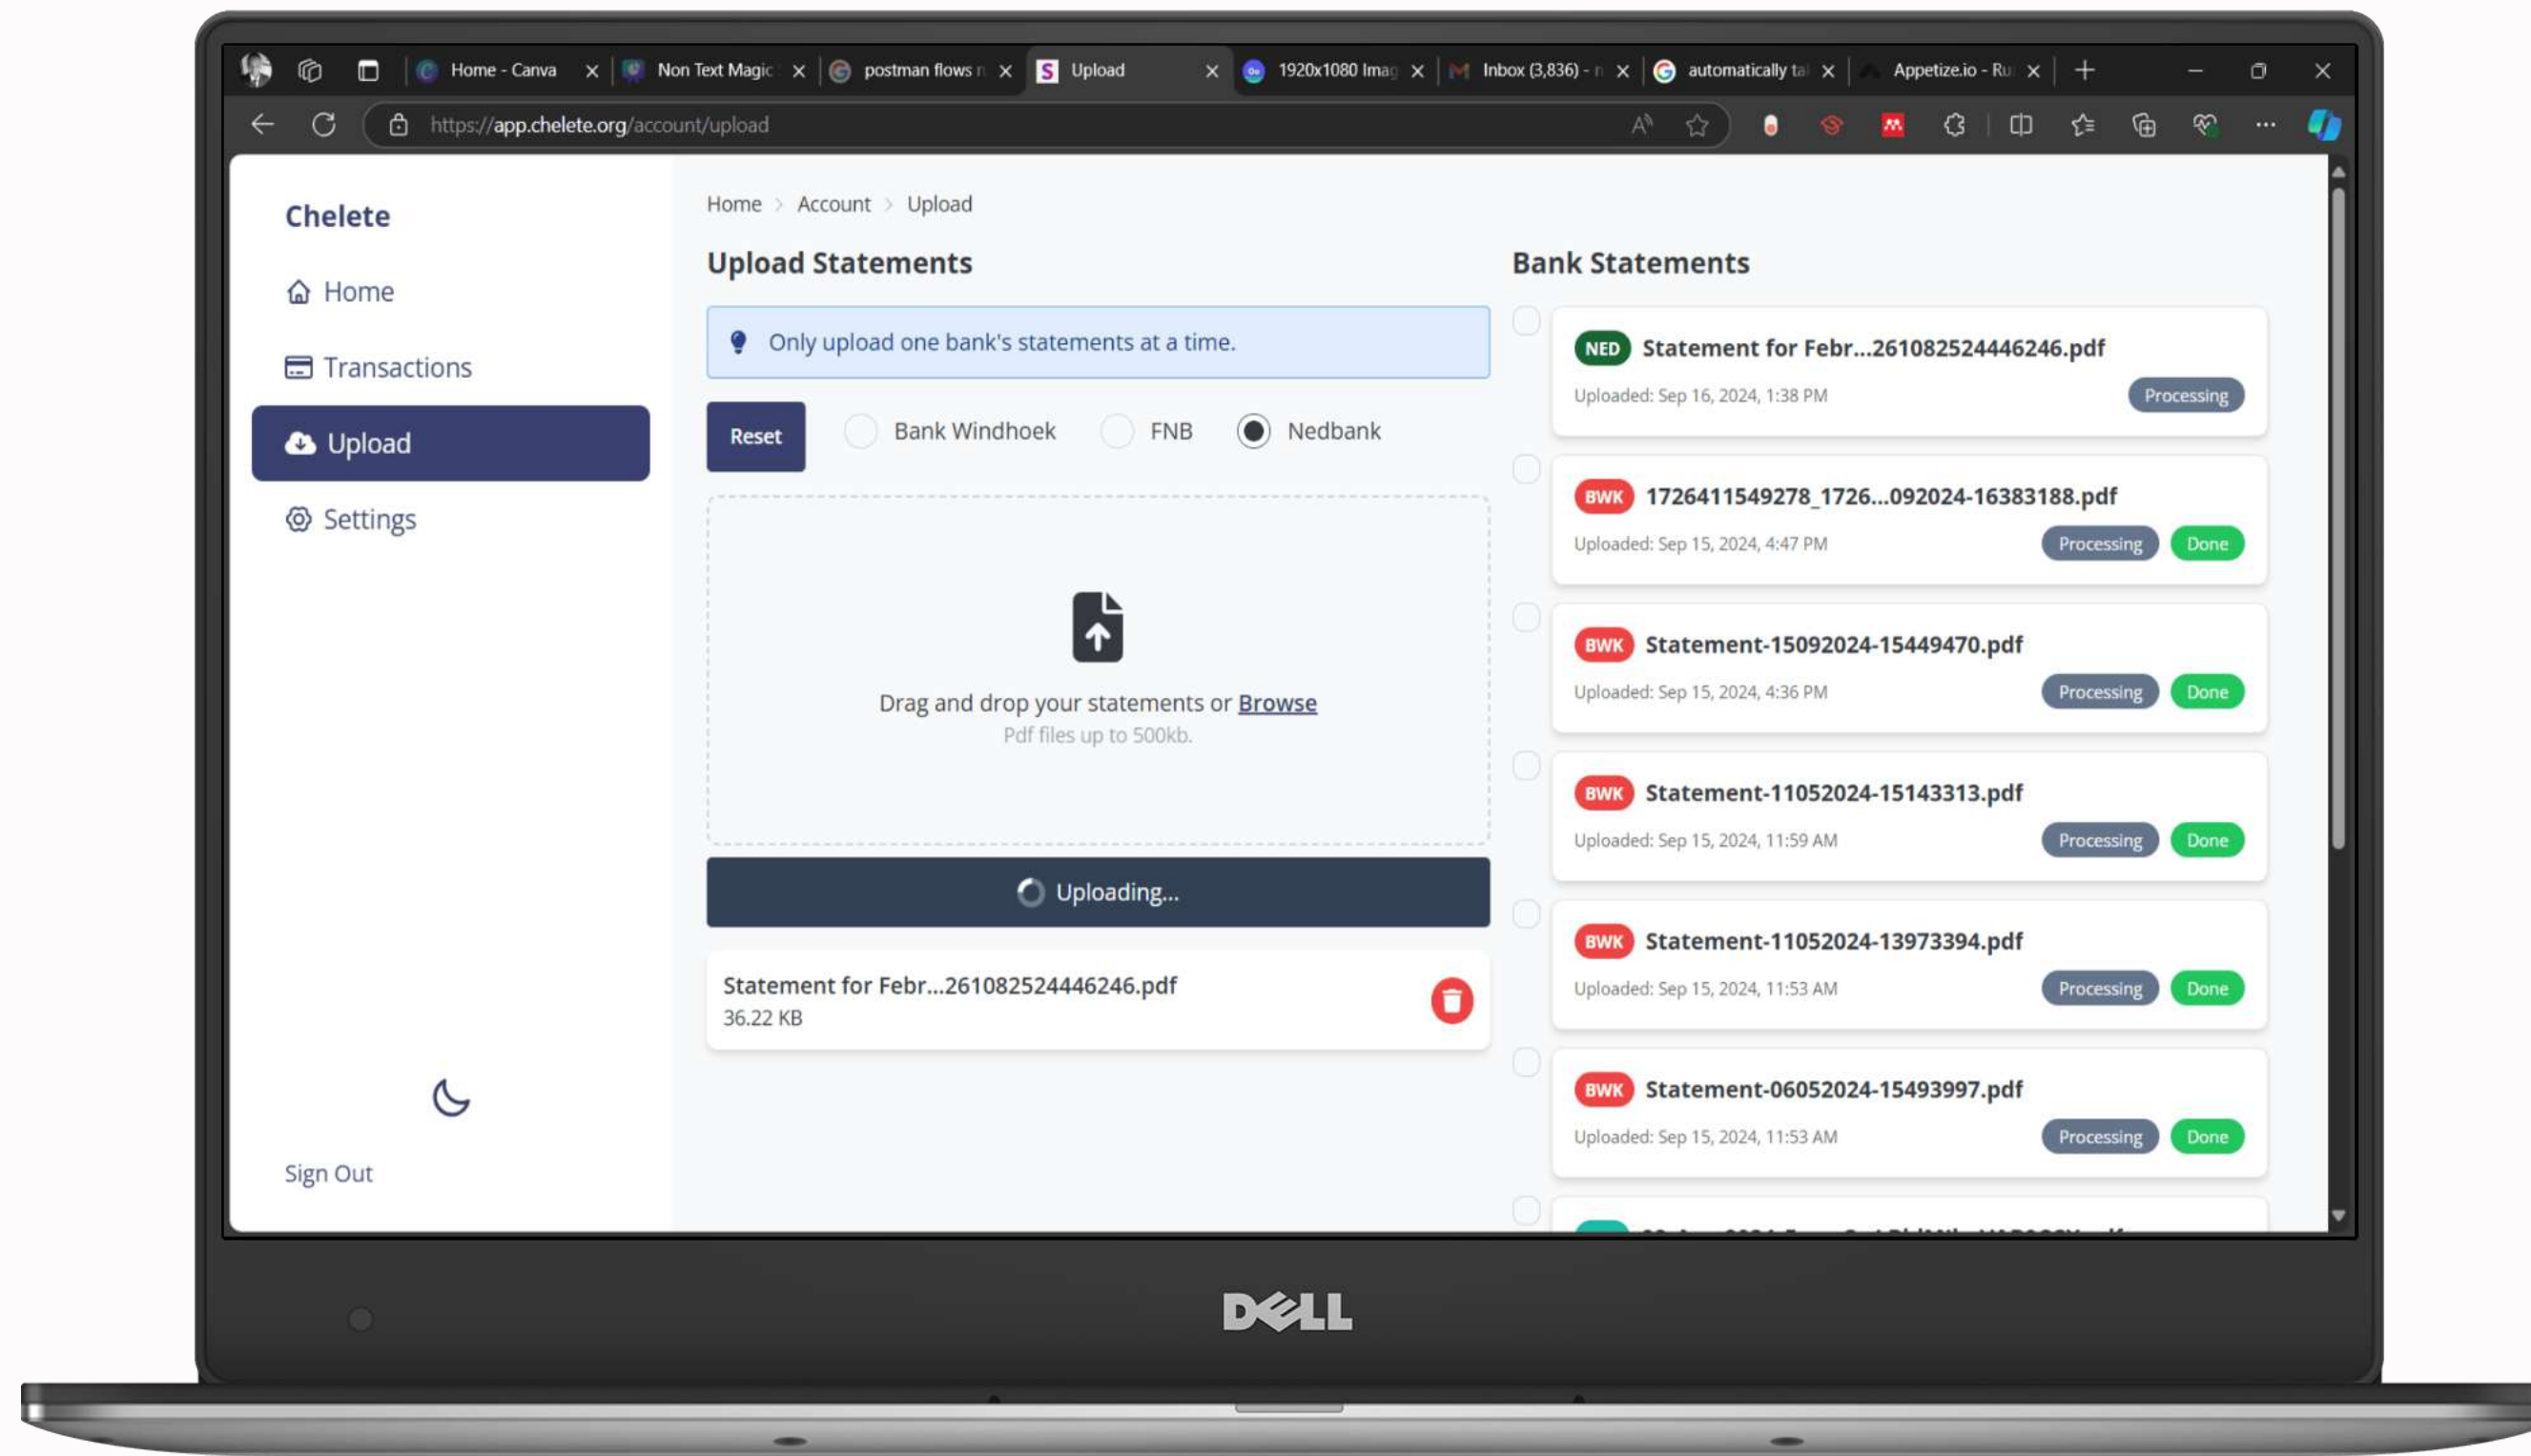 Home - Canva
Non Text Magic
postman flows
Upload
1920x1080 Imag
Inbox (3,836) -
automatically
Appetize.io -
https://app.chelete.org/account/upload
Chelete
Home
Transactions
Upload
Settings
Sign Out
Home > Account > Upload
Upload Statements
Only upload one bank's statements at a time.
Reset
Bank Windhoek
FNB
Nedbank
Drag and drop your statements or Browse
Pdf files up to 500kb.
Uploading...
Statement for Febr...261082524446246.pdf
36.22 KB
Bank Statements
NED Statement for Febr...261082524446246.pdf
Uploaded: Sep 16, 2024, 1:38 PM Processing
BWK 1726411549278_1726...092024-16383188.pdf
Uploaded: Sep 15, 2024, 4:47 PM Processing Done
BWK Statement-15092024-15449470.pdf
Uploaded: Sep 15, 2024, 4:36 PM Processing Done
BWK Statement-11052024-15143313.pdf
Uploaded: Sep 15, 2024, 11:59 AM Processing Done
BWK Statement-11052024-13973394.pdf
Uploaded: Sep 15, 2024, 11:53 AM Processing Done
BWK Statement-06052024-15493997.pdf
Uploaded: Sep 15, 2024, 11:53 AM Processing Done
DELL